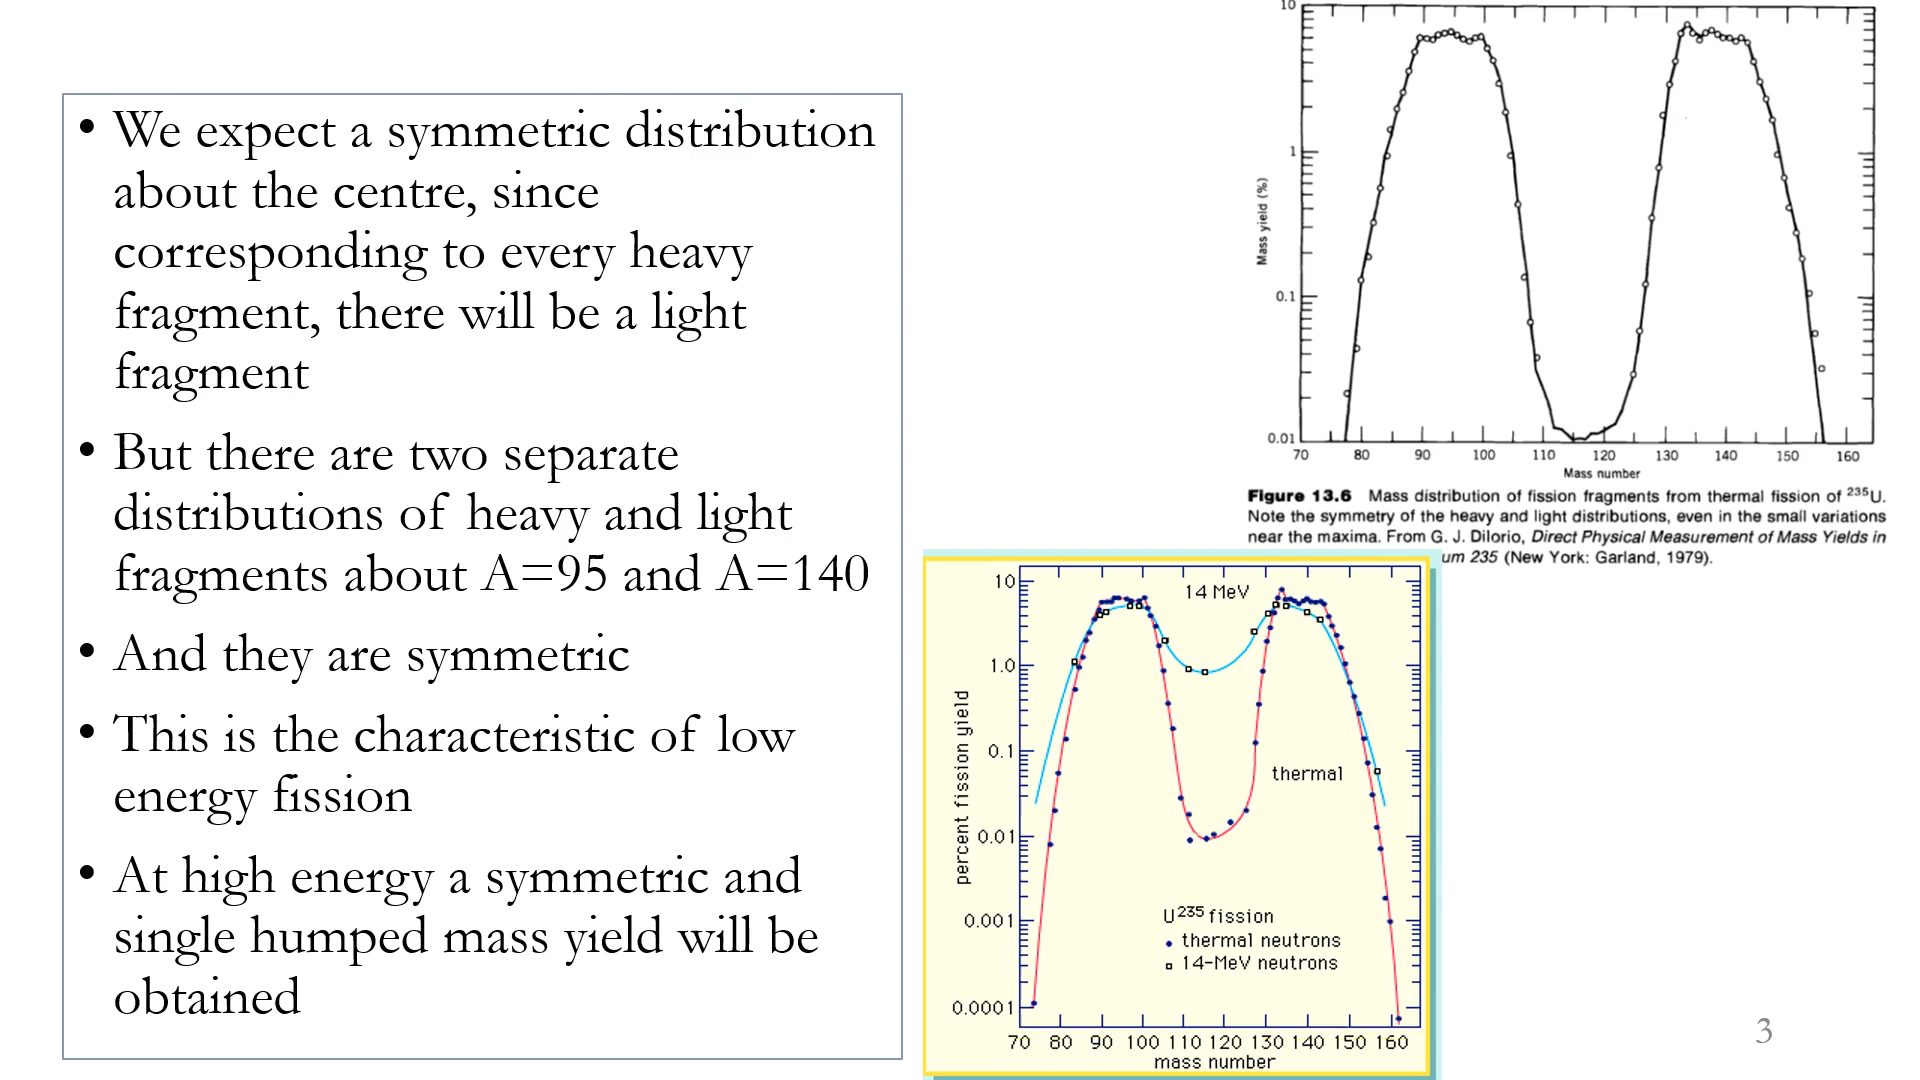 • We expect a symmetric distribution
about the centre, since
corresponding to every heavy
fragment, there will be a light
fragment
• But there are two separate
distributions of heavy and light
fragments about A=95 and A=140
• And they are symmetric
• This is the characteristic of low
energy fission
• At high energy a symmetric and
single humped mass yield will be
obtained
10
1
0.1
0.01
Mass yield (%)
70 80 90 100 110 120 130 140 150 160
Mass number
Figure 13.6 Mass distribution of fission fragments from thermal fission of ²³⁵U.
Note the symmetry of the heavy and light distributions, even in the small variations
near the maxima. From G. J. Dilorio, Direct Physical Measurement of Mass Yields in
um 235 (New York: Garland, 1979).
10
1.0
0.1
0.01
0.001
0.0001
percent fission yield
14 MeV
thermal
U²³⁵ fission
thermal neutrons
14-MeV neutrons
70 80 90 100 110 120 130 140 150 160
mass number
3